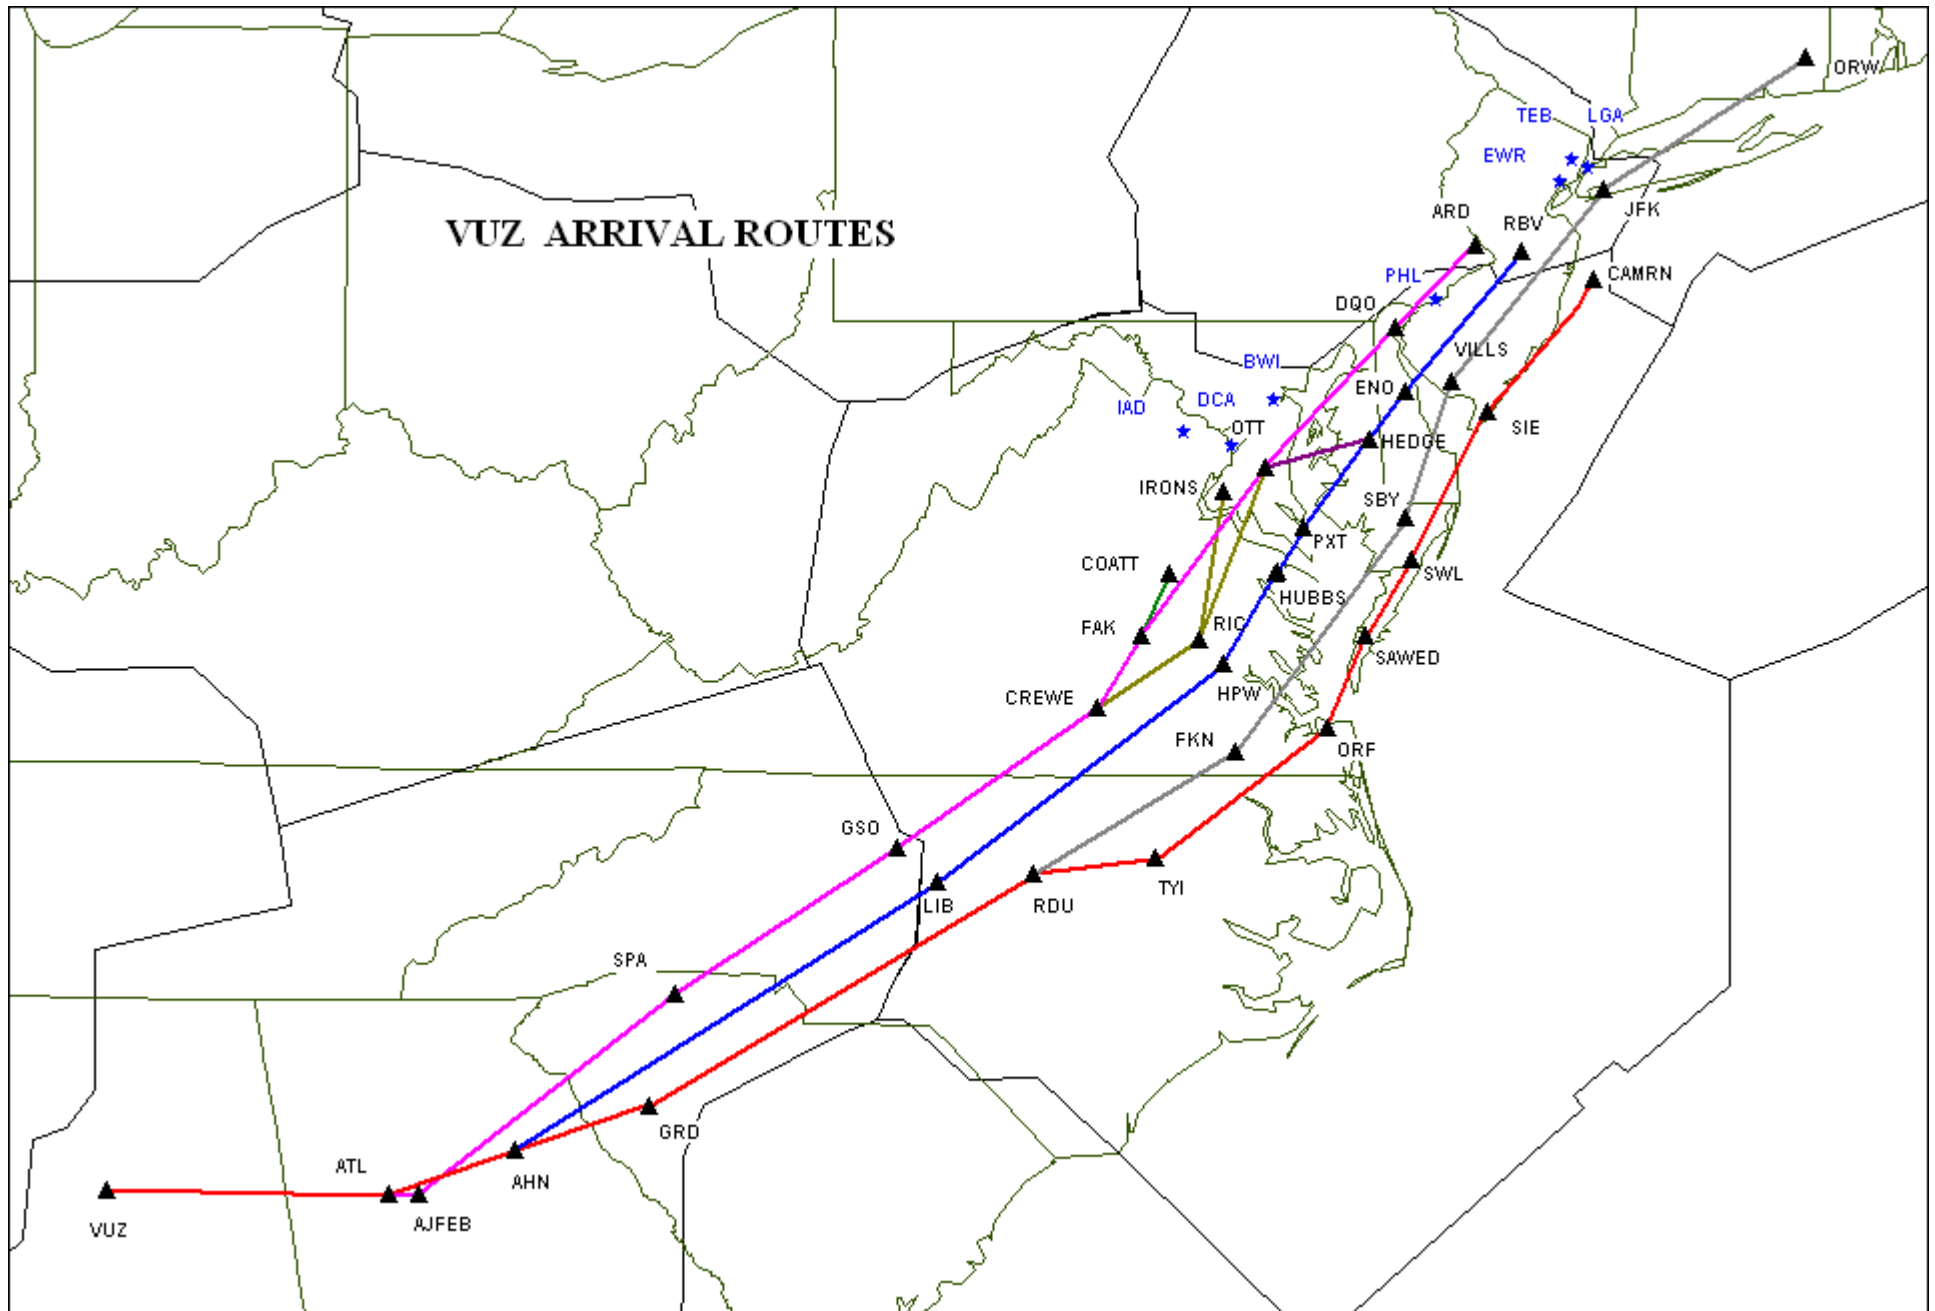 ORW
TEB
LGA
EWR
ARD
RBV
JFK
VUZ ARRIVAL ROUTES
PHL
CAMRN
DQO
VILLS
BWI
ENO
IAD
DCA
OTT
SIE
HEDGE
IRONS
SBY
PXT
COATT
SWL
HUBBS
FAK
RIC
SAWED
CREWE
HPW
FKN
ORF
GSO
TYI
LIB
RDU
SPA
GRD
ATL
AHN
VUZ
AJFEB